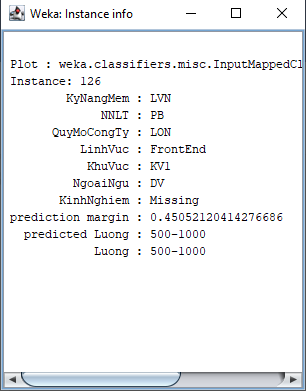 Weka: Instance info
Plot : weka.classifiers.misc.InputMappedCl
Instance: 126
KyNangMem : LVN
NNLT : PB
QuyMoCongTy : LON
LinhVuc : FrontEnd
KhuVuc : KV1
NgoaiNgu : DV
KinhNghiem : Missing
prediction margin : 0.45052120414276686
predicted Luong : 500-1000
Luong : 500-1000